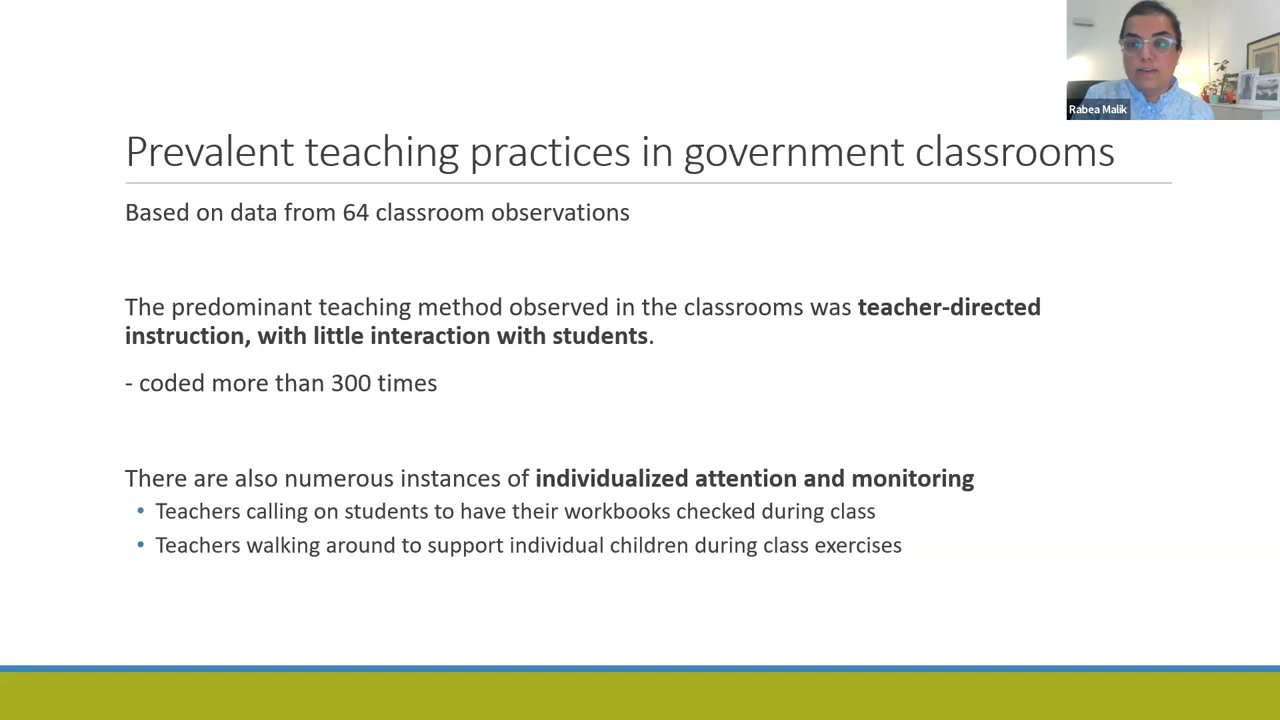 Rabea Malik
Prevalent teaching practices in government classrooms
Based on data from 64 classroom observations
The predominant teaching method observed in the classrooms was teacher-directed
instruction, with little interaction with students.
- coded more than 300 times
There are also numerous instances of individualized attention and monitoring
• Teachers calling on students to have their workbooks checked during class
• Teachers walking around to support individual children during class exercises